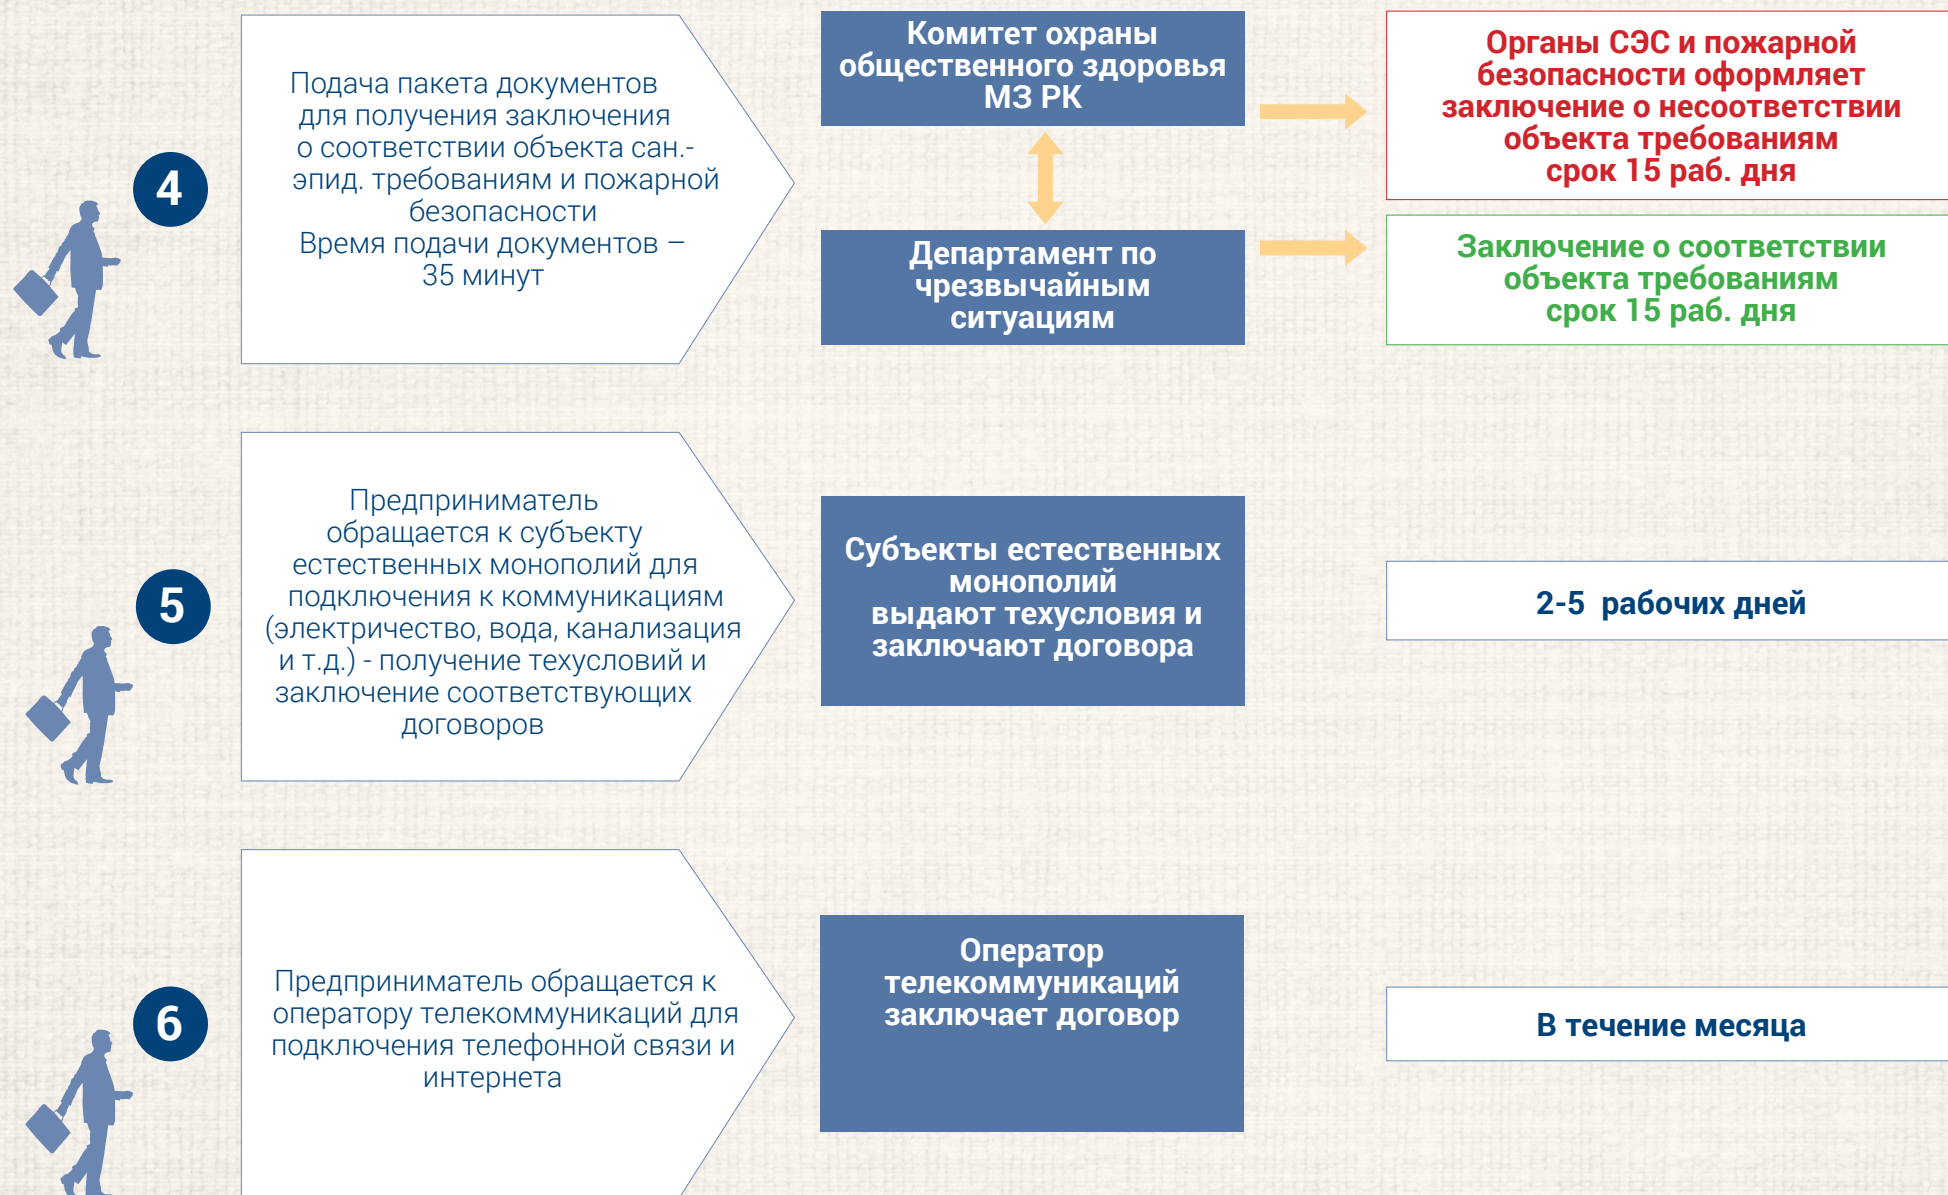 4
Подача пакета документов
для получения заключения
о соответствии объекта сан.-
эпид. требованиям и пожарной
безопасности
Время подачи документов –
35 минут
Комитет охраны
общественного здоровья
МЗ РК
Департамент по
чрезвычайным
ситуациям
Органы СЭС и пожарной
безопасности оформляет
заключение о несоответствии
объекта требованиям
срок 15 раб. дня
Заключение о соответствии
объекта требованиям
срок 15 раб. дня
5
Предприниматель
обращается к субъекту
естественных монополий для
подключения к коммуникациям
(электричество, вода, канализация
и т.д.) - получение техусловий и
заключение соответствующих
договоров
Субъекты естественных
монополий
выдают техусловия и
заключают договора
2-5 рабочих дней
6
Предприниматель обращается к
оператору телекоммуникаций для
подключения телефонной связи и
интернета
Оператор
телекоммуникаций
заключает договор
В течение месяца